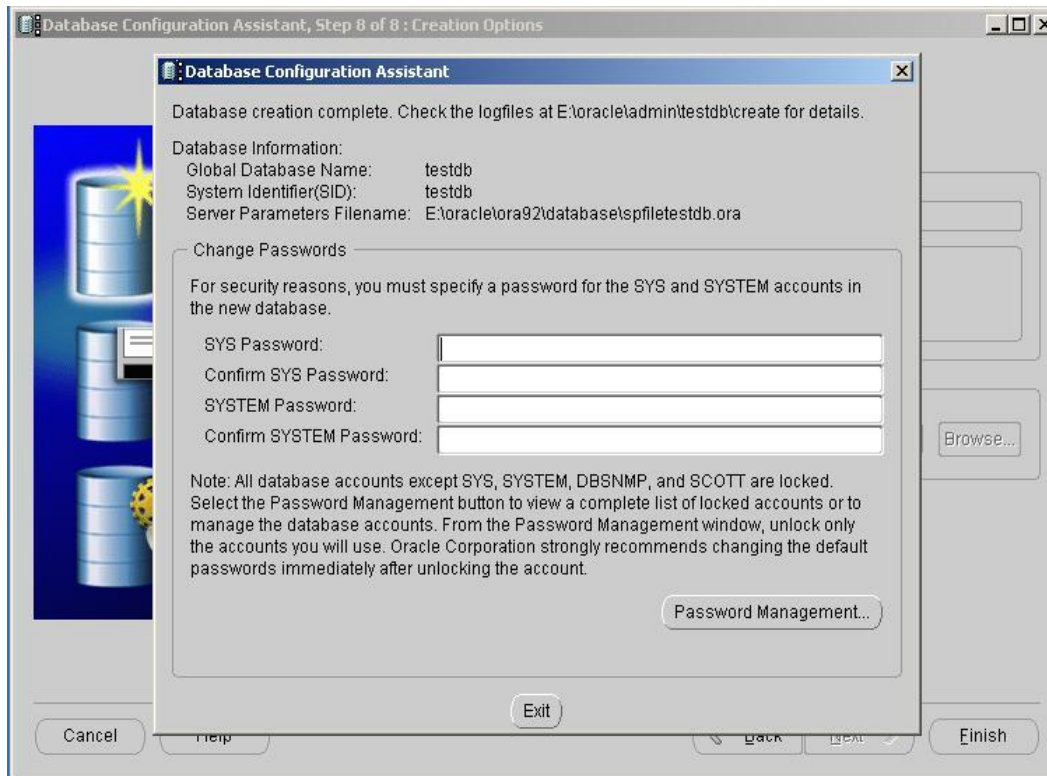 Database Configuration Assistant, Step 8 of 8 : Creation Options
Database Configuration Assistant
Database creation complete. Check the logfiles at E:\oracle\admin\testdb\create for details.
Database Information:
Global Database Name: testdb
System Identifier(SID): testdb
Server Parameters Filename: E:\oracle\ora92\database\spfiletestdb.ora
Change Passwords
For security reasons, you must specify a password for the SYS and SYSTEM accounts in
the new database.
SYS Password:
Confirm SYS Password:
SYSTEM Password:
Confirm SYSTEM Password:
Browse...
Note: All database accounts except SYS, SYSTEM, DBSNMP, and SCOTT are locked.
Select the Password Management button to view a complete list of locked accounts or to
manage the database accounts. From the Password Management window, unlock only
the accounts you will use. Oracle Corporation strongly recommends changing the default
passwords immediately after unlocking the account.
Password Management...
Exit
Cancel Help Back Next Finish